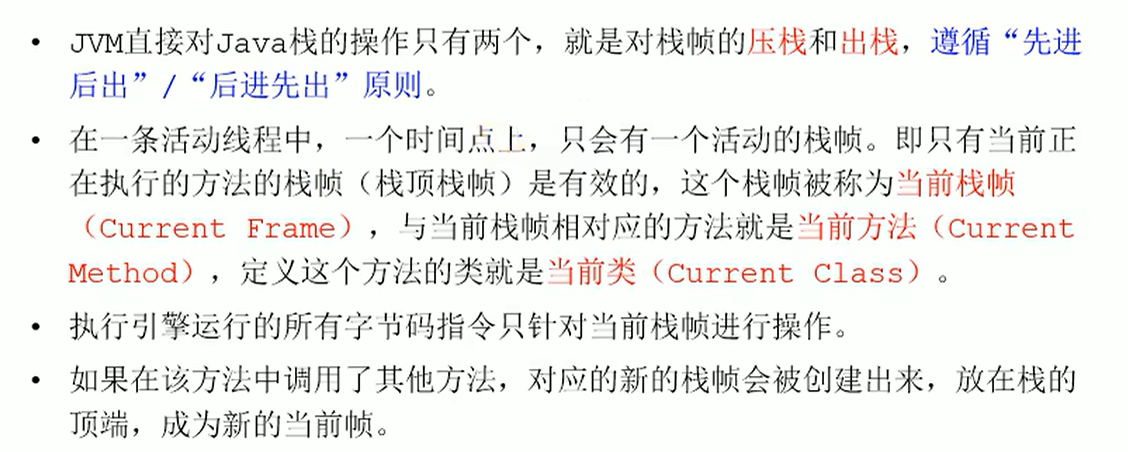 • JVM直接对Java栈的操作只有两个，就是对栈帧的压栈和出栈，遵循“先进
后出”/“后进先出”原则。
• 在一条活动线程中，一个时间点上，只会有一个活动的栈帧。即只有当前正
在执行的方法的栈帧（栈顶栈帧）是有效的，这个栈帧被称为当前栈帧
（Current Frame），与当前栈帧相对应的方法就是当前方法（Current
Method），定义这个方法的类就是当前类（Current Class）。
• 执行引擎运行的所有字节码指令只针对当前栈帧进行操作。
• 如果在该方法中调用了其他方法，对应的新的栈帧会被创建出来，放在栈的
顶端，成为新的当前帧。